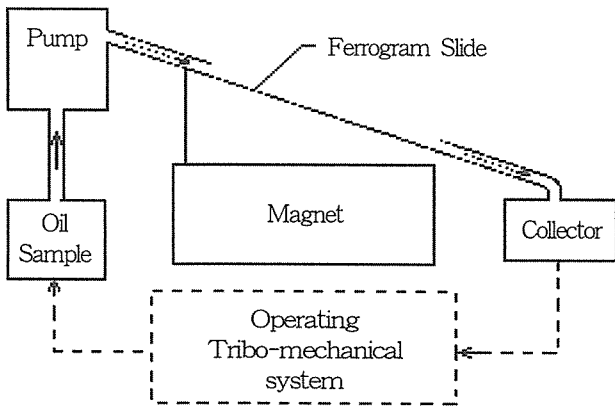 Pump
Ferrogram Slide
Oil
Sample
Magnet
Collector
Operating
Tribo-mechanical
system